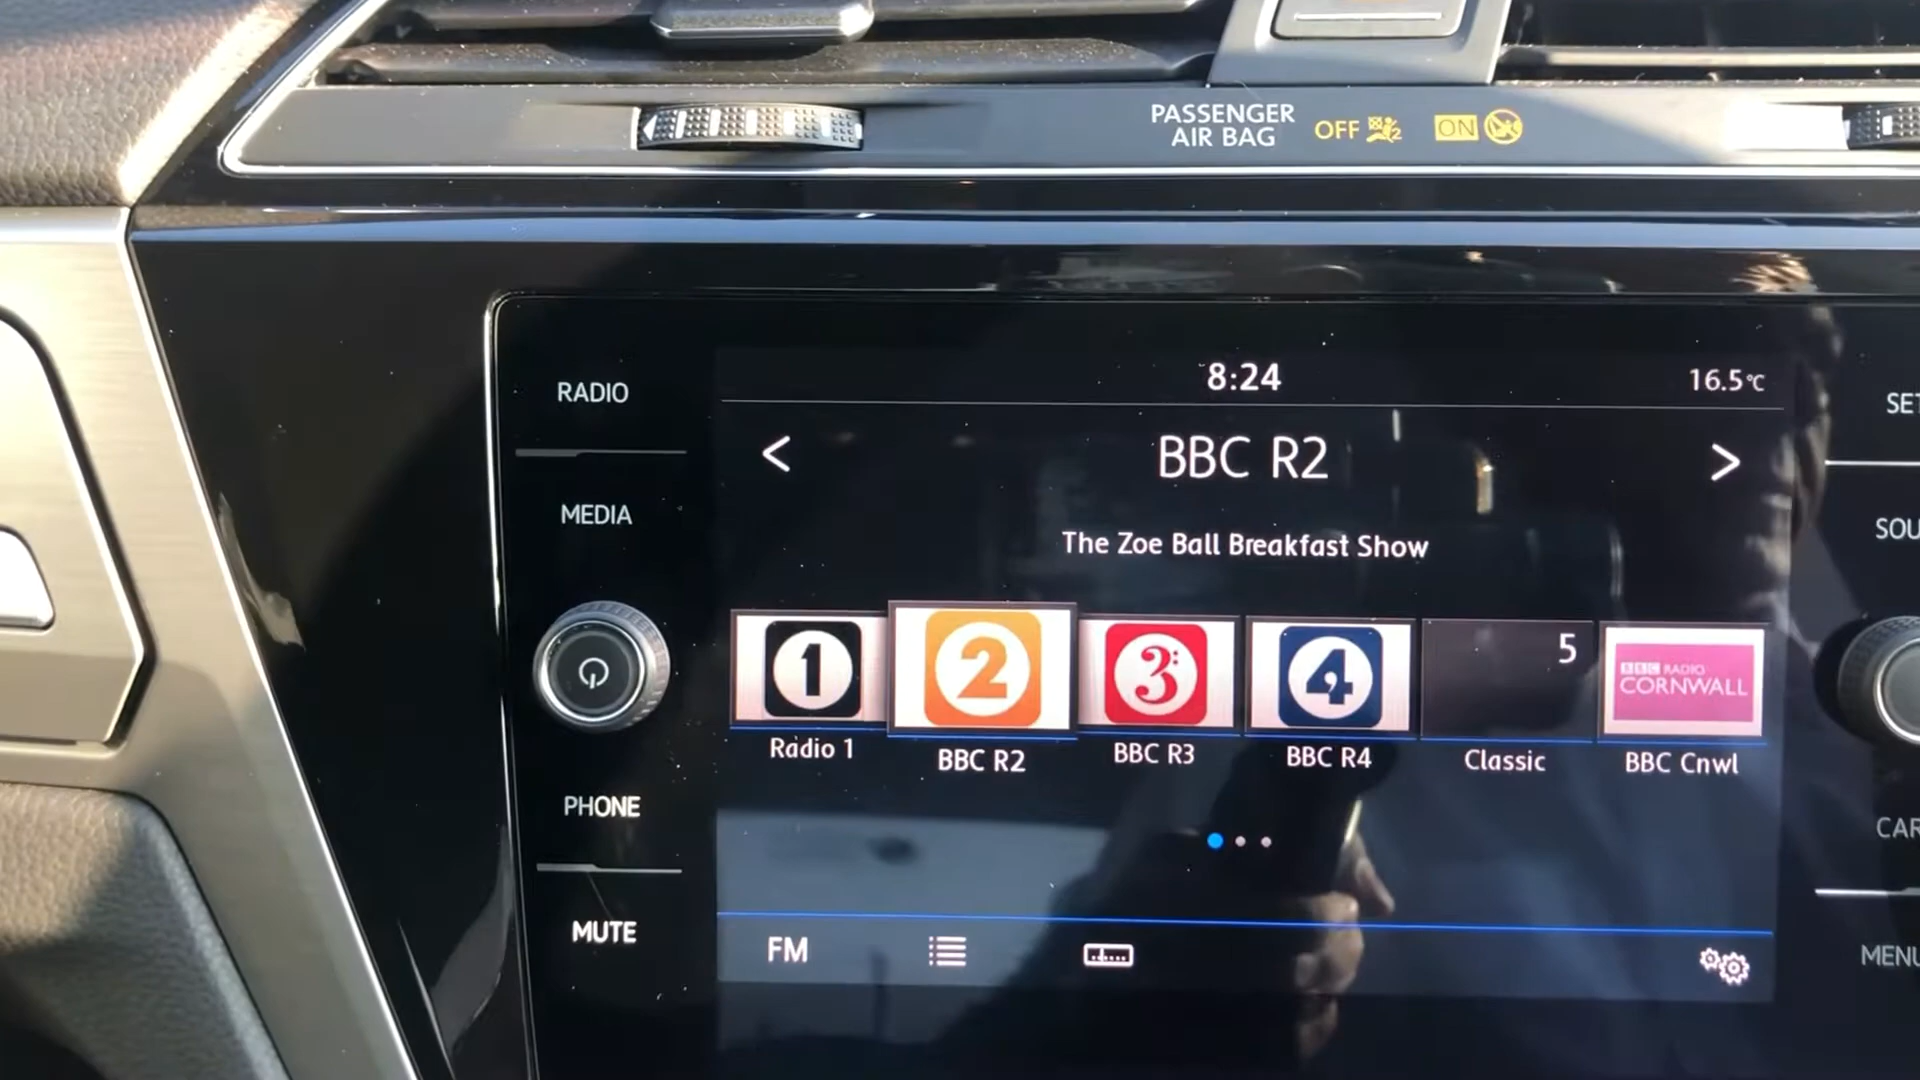 PASSENGER
AIR BAG
OFF
2
ON
8:24
16.5°C
RADIO
<
BBC R2
>
MEDIA
The Zoe Ball Breakfast Show
1
2
3
4
5
BBC RADIO
CORNWALL
Radio 1
BBC R2
BBC R3
BBC R4
Classic
BBC Cnwl
PHONE
MUTE
FM
SET
SOU
CAR
MENU